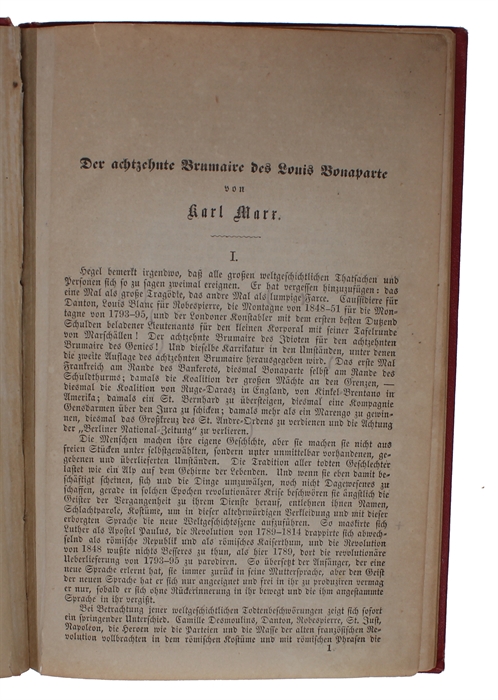 Der achtzehnte Brumaire des Louis Bonaparte
von
Karl Marx.
I.
Hegel bemerkt irgendwo, daß alle großen weltgeschichtlichen Thatsachen und
Personen sich so zu sagen zweimal ereignen. Er hat vergessen hinzuzufügen: das
eine Mal als große Tragödie, das andre Mal als lumpige Farce. Caussidière für
Danton, Louis Blanc für Robespierre, die Montagne von 1848–51 für die Mon-
tagne von 1793–95, und der Londoner Konstabler mit dem ersten besten Dutzend
Schulden beladener Lieutenants für den kleinen Korporal mit seiner Tafelrunde
von Marschällen! Der achtzehnte Brumaire des Idioten für den achtzehnten
Brumaire des Genies! Und dieselbe Karrikatur in den Umständen, unter denen
die zweite Auflage des achtzehnten Brumaire herausgegeben wird. Das erste Mal
Frankreich am Rande des Bankerots, diesmal Bonaparte selbst am Rande des
Schuldthurms; damals die Koalition der großen Mächte an den Grenzen, —
diesmal die Koalition von Ruge-Darasz in England, von Kinkel-Brentano in
Amerika; damals ein St. Bernhard zu übersteigen, diesmal eine Kompagnie
Gensdarmen über den Jura zu schicken; damals mehr als ein Marengo zu gewin-
nen, diesmal das Großkreuz des St. Andre-Ordens zu verdienen und die Achtung
der „Berliner National-Zeitung“ zu verlieren.
Die Menschen machen ihre eigene Geschichte, aber sie machen sie nicht aus
freien Stücken unter selbstgewählten, sondern unter unmittelbar vorhandenen, ge-
gebenen und überlieferten Umständen. Die Tradition aller todten Geschlechter
lastet wie ein Alp auf dem Gehirne der Lebenden. Und wenn sie eben damit be-
schäftigt scheinen, sich und die Dinge umzuwälzen, noch nicht Dagewesenes zu
schaffen, gerade in solchen Epochen revolutionärer Krise beschwören sie ängstlich die
Geister der Vergangenheit zu ihrem Dienste herauf, entlehnen ihnen Namen,
Schlachtparole, Kostüme, um in dieser altehrwürdigen Verkleidung und mit dieser
erborgten Sprache die neue Weltgeschichtsszene aufzuführen. So maskirte sich
Luther als Apostel Paulus, die Revolution von 1789–1814 drappirte sich abwech-
selnd als römische Republik und als römisches Kaiserthum, und die Revolution
von 1848 wußte nichts Besseres zu thun, als hier 1789, dort die revolutionäre
Ueberlieferung von 1793–95 zu parodiren. So übersetzt der Anfänger, der eine
neue Sprache erlernt hat, sie immer zurück in seine Muttersprache, aber den Geist
der neuen Sprache hat er sich nur angeeignet und frei in ihr zu produziren vermag
er nur, sobald er sich ohne Rückerinnerung in ihr bewegt und die ihm angestammte
Sprache in ihr vergißt.
Bei Betrachtung jener weltgeschichtlichen Todtenbeschwörungen zeigt sich sofort
ein springender Unterschied. Camille Desmoulins, Danton, Robespierre, St. Just,
Napoleon, die Heroen wie die Parteien und die Masse der alten französischen Re-
volution vollbrachten in dem römischen Kostüme und mit römischen Phrasen die
1